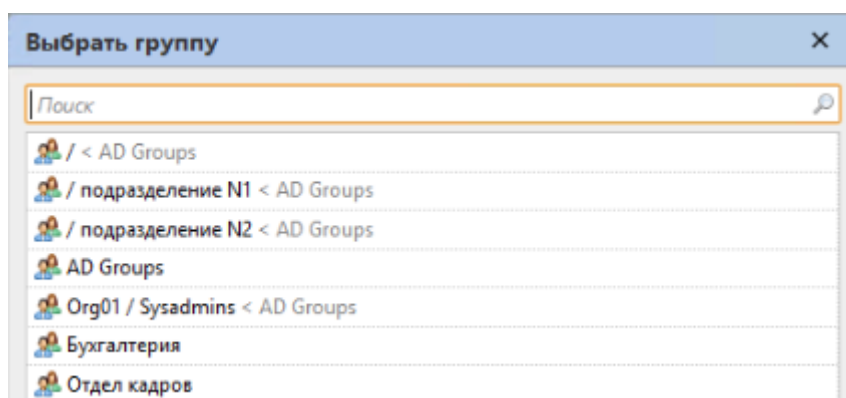 Выбрать группу
Поиск
/ < AD Groups
/ подразделение N1 < AD Groups
/ подразделение N2 < AD Groups
AD Groups
Org01 / Sysadmins < AD Groups
Бухгалтерия
Отдел кадров